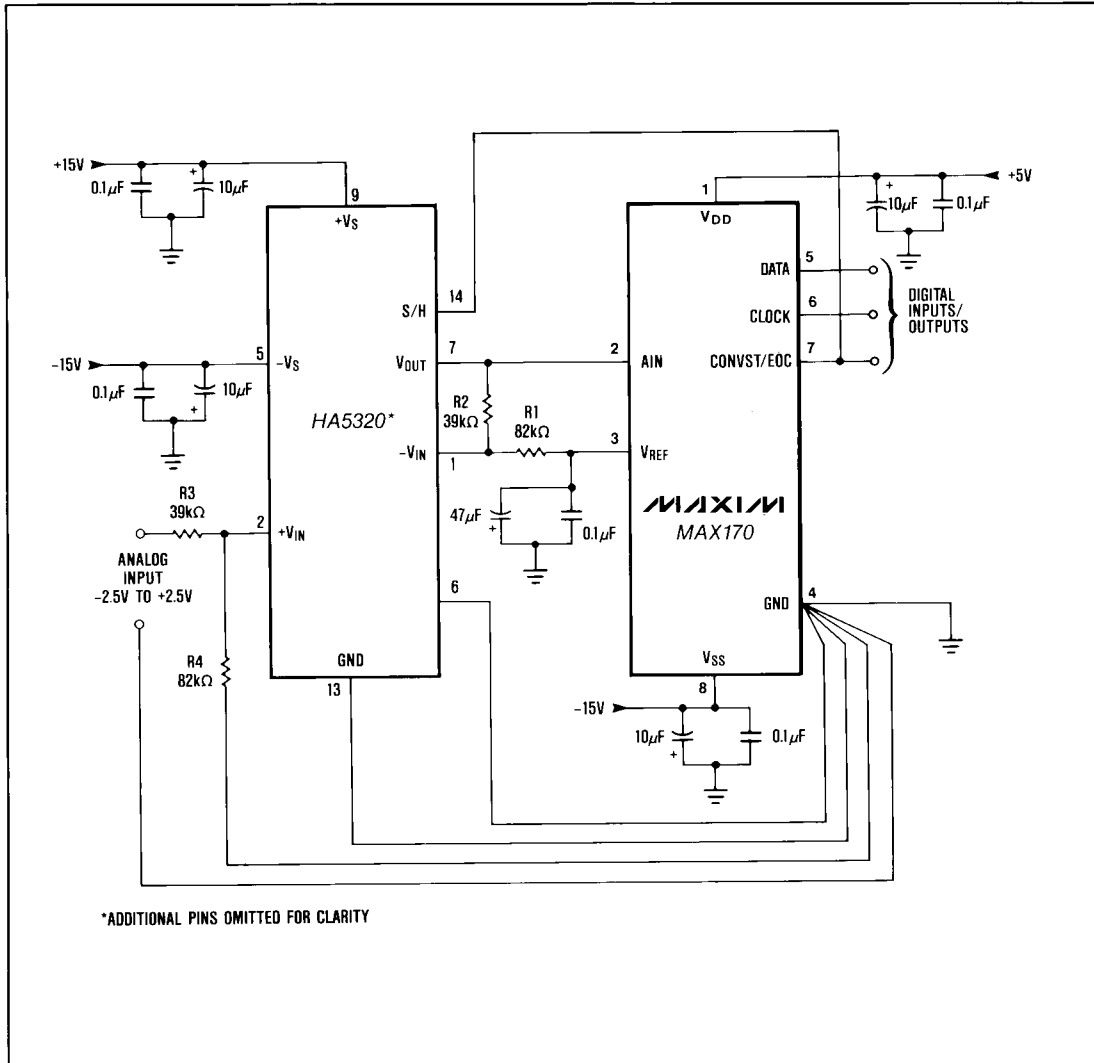 +15V
0.1µF
+
10µF
9
+VS
1
VDD
+
10µF
0.1µF
+5V
DATA
5
CLOCK
6
CONVST/EOC
7
DIGITAL
INPUTS/
OUTPUTS
14
S/H
7
VOUT
2
AIN
-15V
5
-VS
0.1µF
10µF
+
HA5320*
R2
39kΩ
R1
82kΩ
-VIN
1
3
VREF
47µF
+
0.1µF
MAXIM
MAX170
R3
39kΩ
2
+VIN
ANALOG
INPUT
-2.5V TO +2.5V
6
4
GND
R4
82kΩ
GND
13
VSS
8
-15V
10µF
+
0.1µF
*ADDITIONAL PINS OMITTED FOR CLARITY